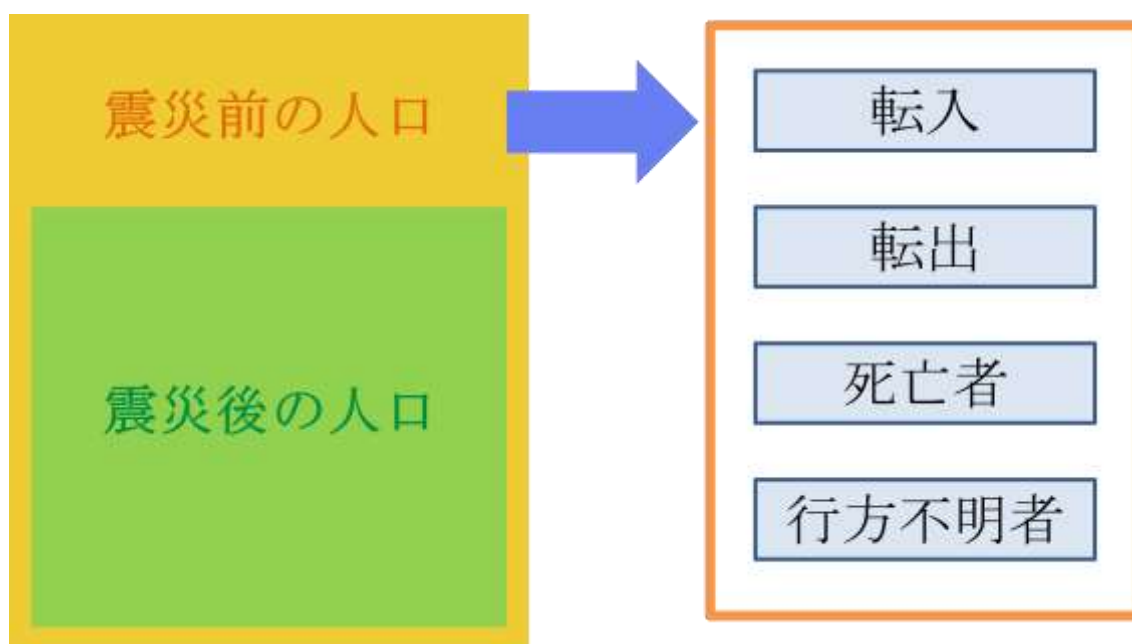 震災前の人口
震災後の人口
転入
転出
死亡者
行方不明者